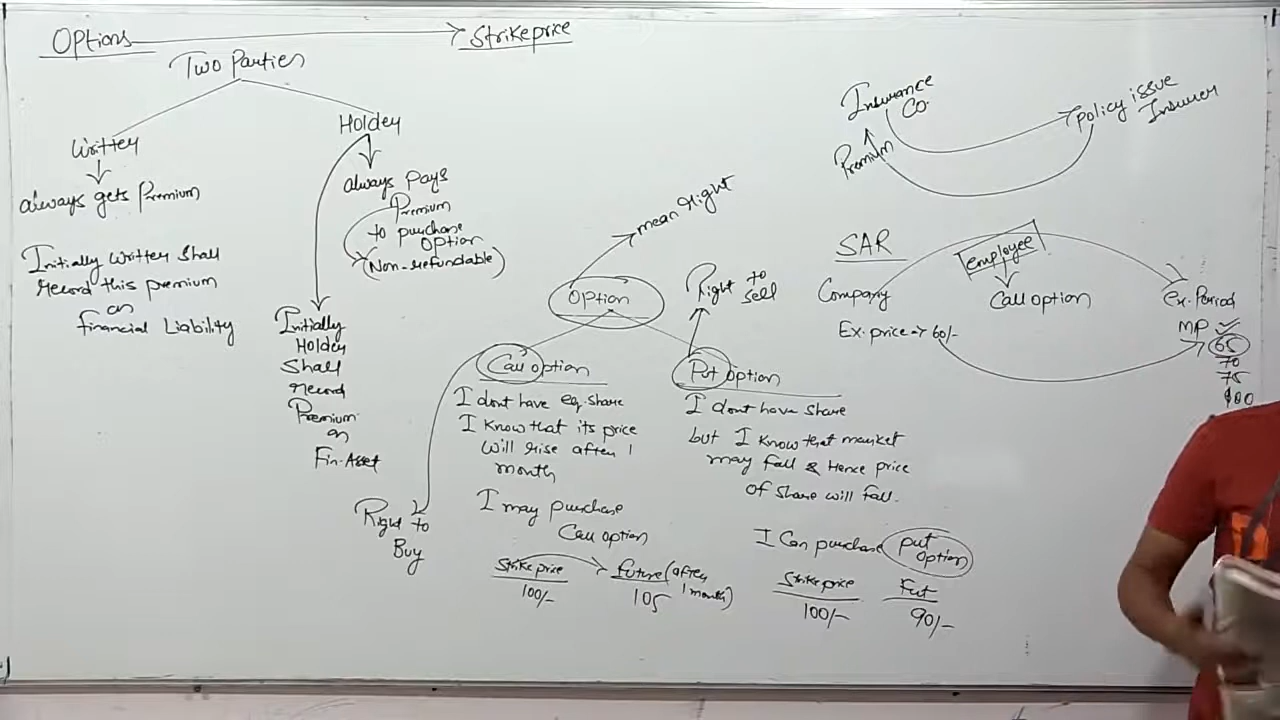 Options
Strike price
Two Parties
Writter
always gets Premium
Initially Writter Shall
record this premium
as
financial Liability
Holder
always pays
Premium
to purchase
Option
(Non-refundable)
Initially
Holder
Shall
record
Premium
as
Fin. Asset
mean right
Option
Call option
I dont have eq. share
I know that its price
will rise after 1
month
I may purchase
Call option
Strike price
100/-
future (after
1 month)
105
Right to
Buy
Right to
Sell
Put option
I dont have share
but I know that market
may fall & Hence price
of share will fall.
I Can purchase put
option
Strike price
100/-
Fut
90/-
Insurance
Co.
Policy issue
Insurer
Premium
SAR
employee
Company
Call option
Ex. Period
Ex. price → 60/-
MP
65
70
75
100